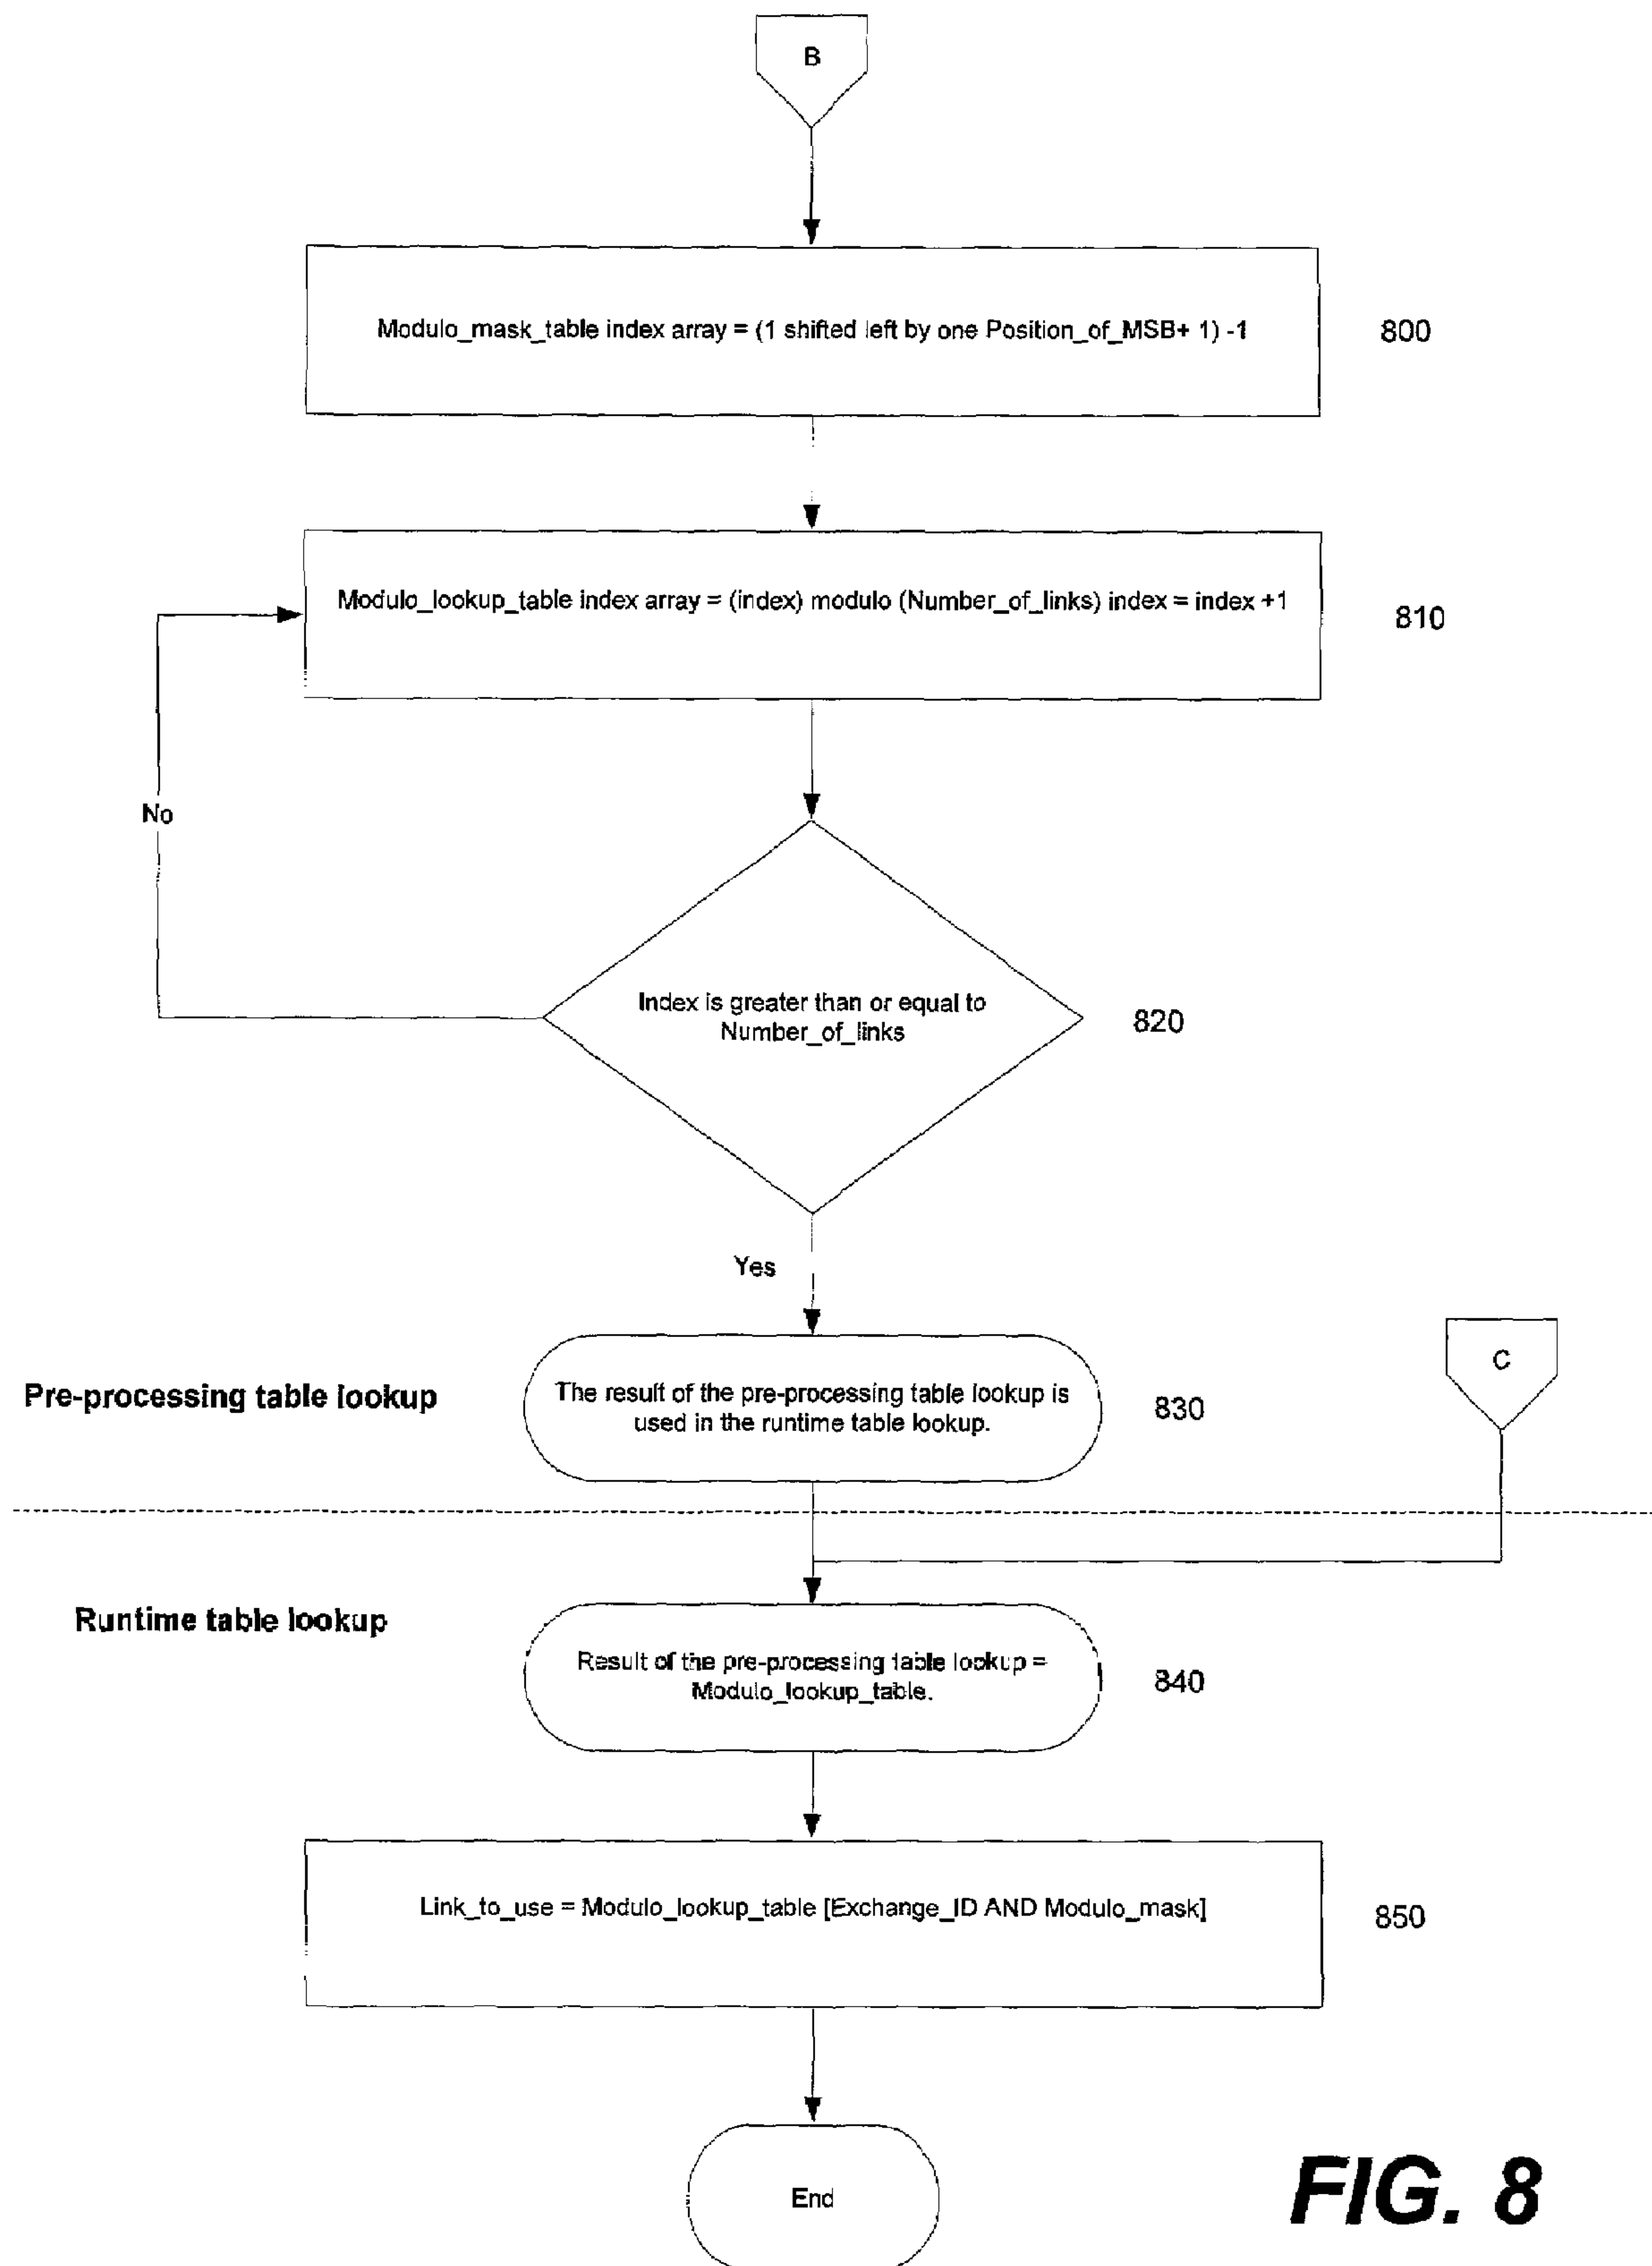 B
Modulo_mask_table index array = (1 shifted left by one Position_of_MSB+ 1) -1
800
Modulo_lookup_table index array = (index) modulo (Number_of_links) index = index +1
810
No
Index is greater than or equal to
Number_of_links
820
Yes
C
Pre-processing table lookup
The result of the pre-processing table lookup is
used in the runtime table lookup.
830
Runtime table lookup
Result of the pre-processing table lookup =
Modulo_lookup_table.
840
Link_to_use = Modulo_lookup_table [Exchange_ID AND Modulo_mask]
850
End
FIG. 8